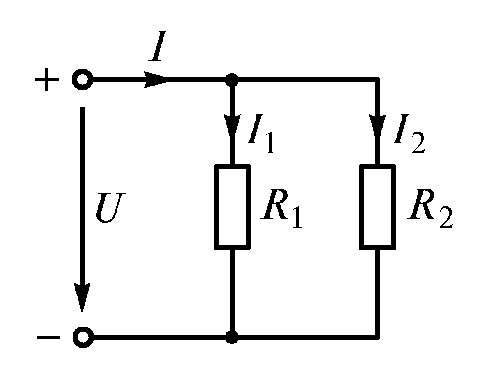 I
+
I₁ I₂
U R₁ R₂
−